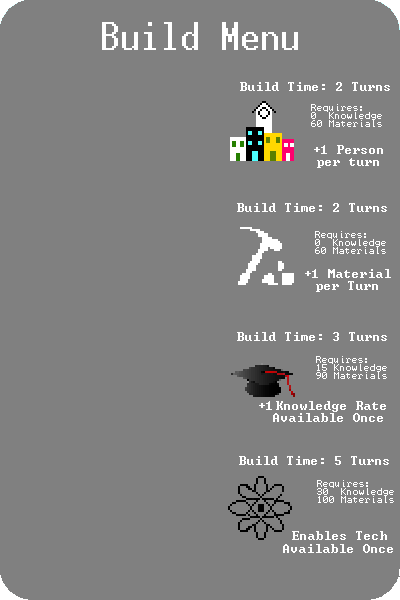 Build Menu
Build Time: 2 Turns
Requires:
0 Knowledge
60 Materials
+1 Person
per turn
Build Time: 2 Turns
Requires:
0 Knowledge
60 Materials
+1 Material
per Turn
Build Time: 3 Turns
Requires:
15 Knowledge
90 Materials
+1 Knowledge Rate
Available Once
Build Time: 5 Turns
Requires:
30 Knowledge
100 Materials
Enables Tech
Available Once